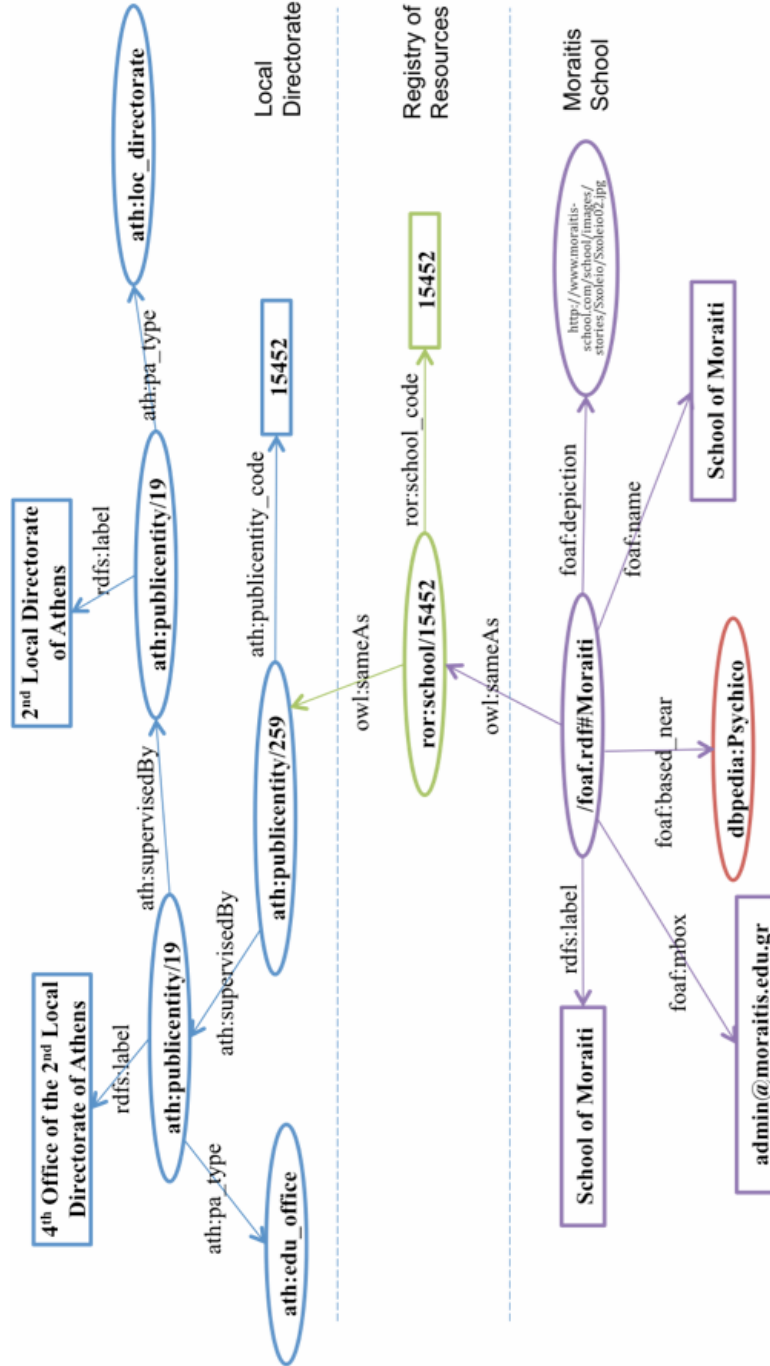 4th Office of the 2nd Local
Directorate of Athens
2nd Local Directorate
of Athens
rdfs:label
rdfs:label
ath:publicentity/19
ath:supervisedBy
ath:publicentity/19
ath:pa_type
ath:loc_directorate
ath:pa_type
ath:supervisedBy
ath:edu_office
ath:publicentity/259
ath:publicentity_code
15452
Local
Directorate
owl:sameAs
ror:school/15452
ror:school_code
15452
Registry of
Resources
owl:sameAs
School of Moraiti
rdfs:label
/foaf.rdf#Moraiti
foaf:depiction
http://www.moraitis-
school.com/school/images/
stories/Sxoleio/Sxoleio02.jpg
Moraitis
School
foaf:mbox
foaf:based_near
foaf:name
admin@moraitis.edu.gr
dbpedia:Psychico
School of Moraiti